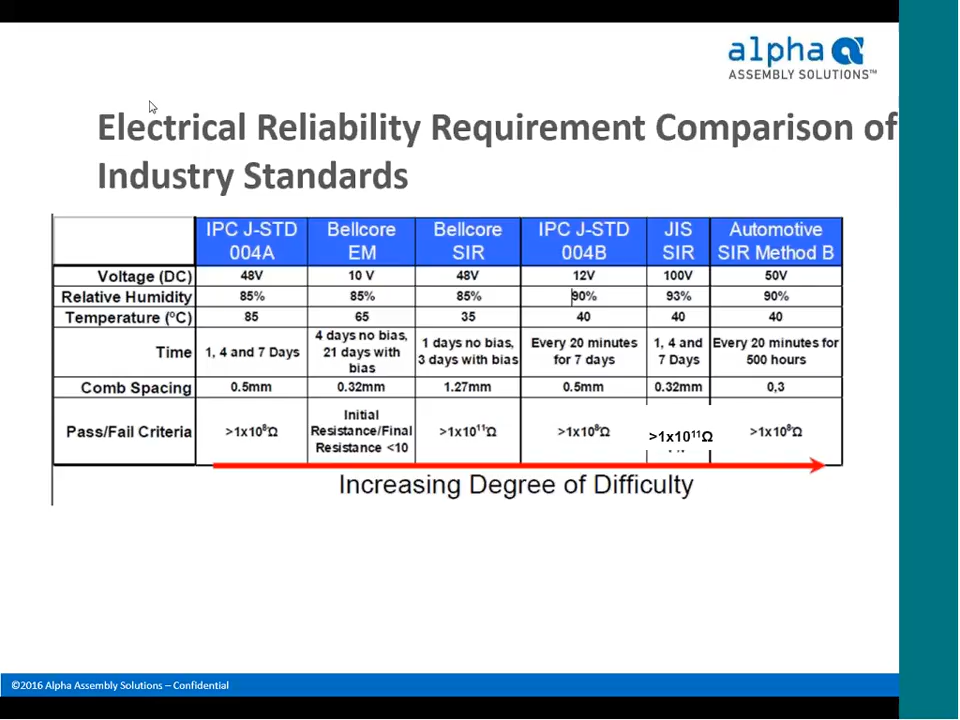 alpha
ASSEMBLY SOLUTIONS™
Electrical Reliability Requirement Comparison of
Industry Standards
IPC J-STD 004A Bellcore EM Bellcore SIR IPC J-STD 004B JIS SIR Automotive SIR Method B
Voltage (DC) 48V 10 V 48V 12V 100V 50V
Relative Humidity 85% 85% 85% 90% 93% 90%
Temperature (°C) 85 65 35 40 40 40
Time 1, 4 and 7 Days 4 days no bias, 21 days with bias 1 days no bias, 3 days with bias Every 20 minutes for 7 days 1, 4 and 7 Days Every 20 minutes for 500 hours
Comb Spacing 0.5mm 0.32mm 1.27mm 0.5mm 0.32mm 0,3
Pass/Fail Criteria >1x10⁸Ω Initial Resistance/Final Resistance <10 >1x10¹¹Ω >1x10⁸Ω >1x10¹¹Ω >1x10⁸Ω
Increasing Degree of Difficulty
©2016 Alpha Assembly Solutions – Confidential